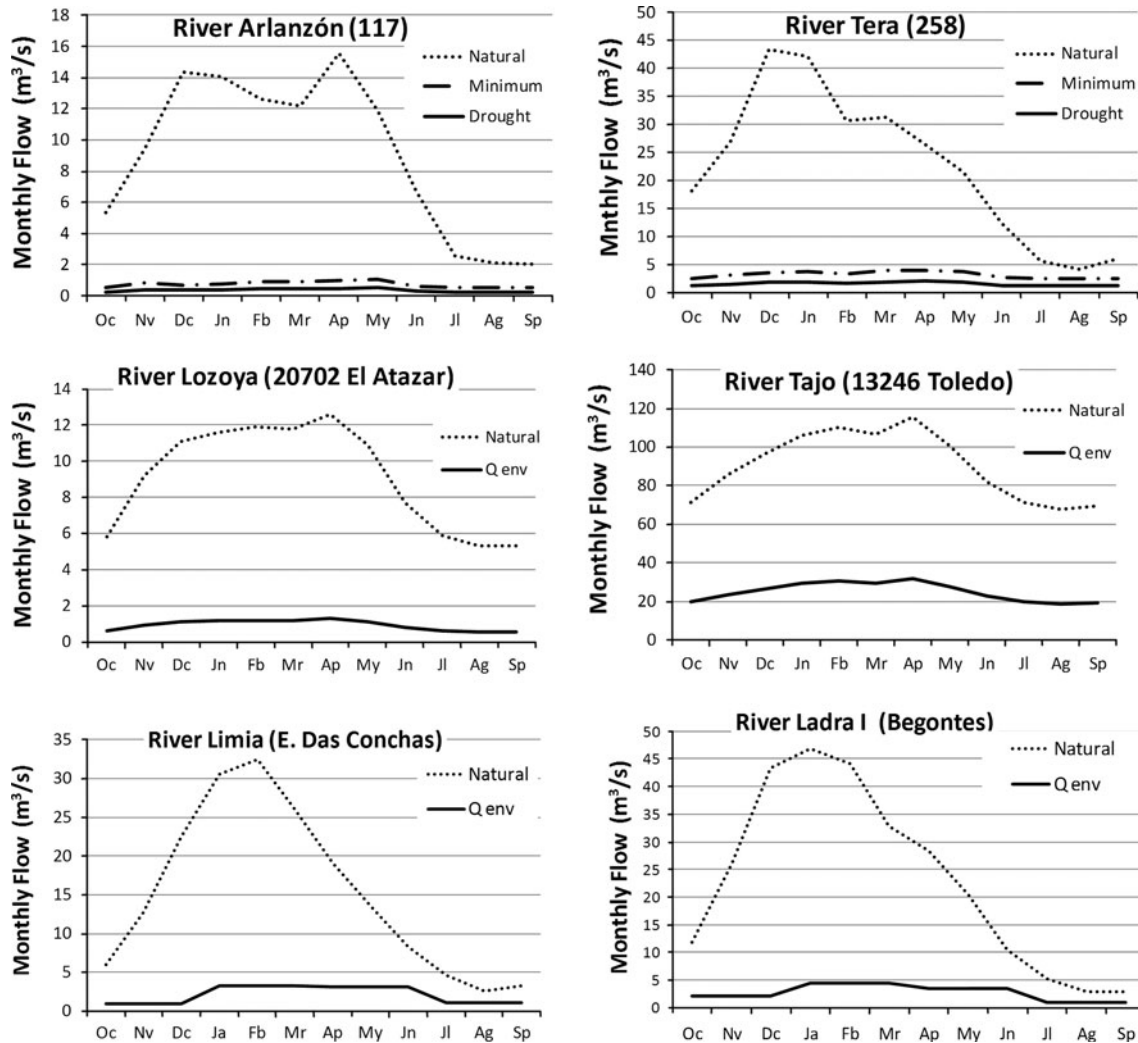 River Arlanzón (117)
Monthly Flow (m³/s)
18
16
14
12
10
8
6
4
2
0
Natural
Minimum
Drought
Oc Nv Dc Jn Fb Mr Ap My Jn Jl Ag Sp
River Tera (258)
Mnthly Flow (m³/s)
50
45
40
35
30
25
20
15
10
5
0
Natural
Minimum
Drought
Oc Nv Dc Jn Fb Mr Ap My Jn Jl Ag Sp
River Lozoya (20702 El Atazar)
Monthly Flow (m³/s)
14
12
10
8
6
4
2
0
Natural
Q env
Oc Nv Dc Jn Fb Mr Ap My Jn Jl Ag Sp
River Tajo (13246 Toledo)
Monthly Flow (m³/s)
140
120
100
80
60
40
20
0
Natural
Q env
Oc Nv Dc Jn Fb Mr Ap My Jn Jl Ag Sp
River Limia (E. Das Conchas)
Monthly Flow (m³/s)
35
30
25
20
15
10
5
0
Natural
Q env
Oc Nv Dc Ja Fb Mr Ap My Jn Jl Ag Sp
River Ladra I (Begontes)
Monthly Flow (m³/s)
50
45
40
35
30
25
20
15
10
5
0
Natural
Q env
Oc Nv Dc Ja Fb Mr Ap My Jn Jl Ag Sp